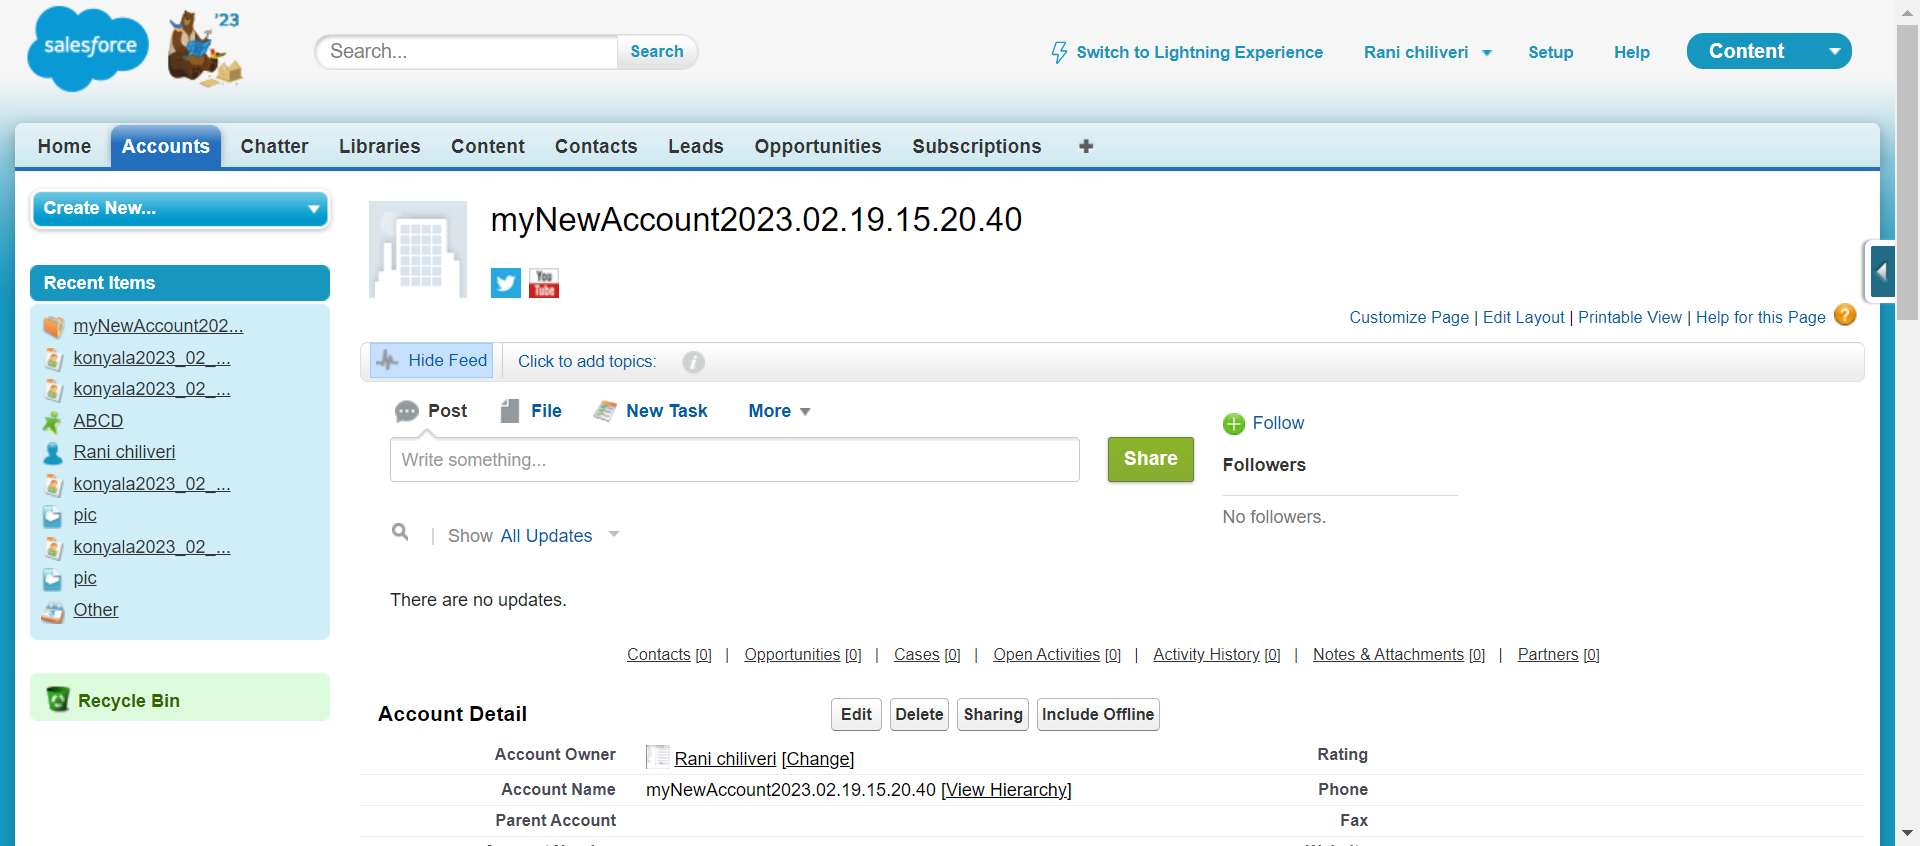 salesforce
'23
Search...
Search
Switch to Lightning Experience
Rani chiliveri
Setup
Help
Content
Home
Accounts
Chatter
Libraries
Content
Contacts
Leads
Opportunities
Subscriptions
Create New...
Recent Items
myNewAccount202...
konyala2023_02_...
konyala2023_02_...
ABCD
Rani chiliveri
konyala2023_02_...
pic
konyala2023_02_...
pic
Other
Recycle Bin
myNewAccount2023.02.19.15.20.40
You
Tube
Customize Page | Edit Layout | Printable View | Help for this Page
Hide Feed
Click to add topics:
Post
File
New Task
More
Write something...
Share
Follow
Followers
No followers.
Show All Updates
There are no updates.
Contacts [0] | Opportunities [0] | Cases [0] | Open Activities [0] | Activity History [0] | Notes & Attachments [0] | Partners [0]
Account Detail
Edit
Delete
Sharing
Include Offline
Account Owner Rani chiliveri [Change] Rating
Account Name myNewAccount2023.02.19.15.20.40 [View Hierarchy] Phone
Parent Account Fax